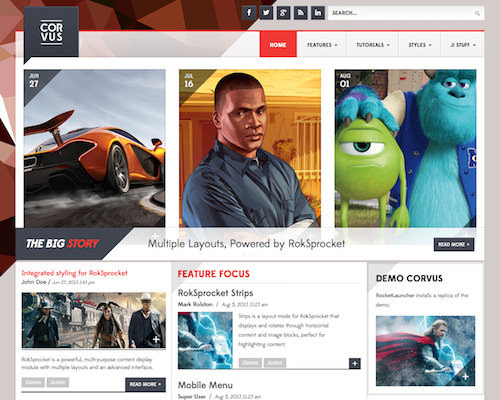 COR
VUS
SEARCH...
HOME
FEATURES
TUTORIALS
STYLES
J! STUFF
JUN
27
JUL
16
AUG
01
THE BIG STORY
Multiple Layouts, Powered by RokSprocket
READ MORE
Integrated styling for RokSprocket
John Doe / Jun 27, 2013 1:43 pm
RokSprocket is a powerful, multi-purpose content display
module with multiple layouts and an advanced interface.
Games Action
READ MORE
FEATURE FOCUS
RokSprocket Strips
Mark Rolston / Aug 5, 2013 11:23 am
Strips is a layout mode for RokSprocket that
displays and rotates through horizontal
content and image blocks, perfect for
highlighting content.
Games Action
Mobile Menu
Super User / Aug 5, 2013 11:23 am
DEMO CORVUS
RocketLauncher installs a replica of the
demo.